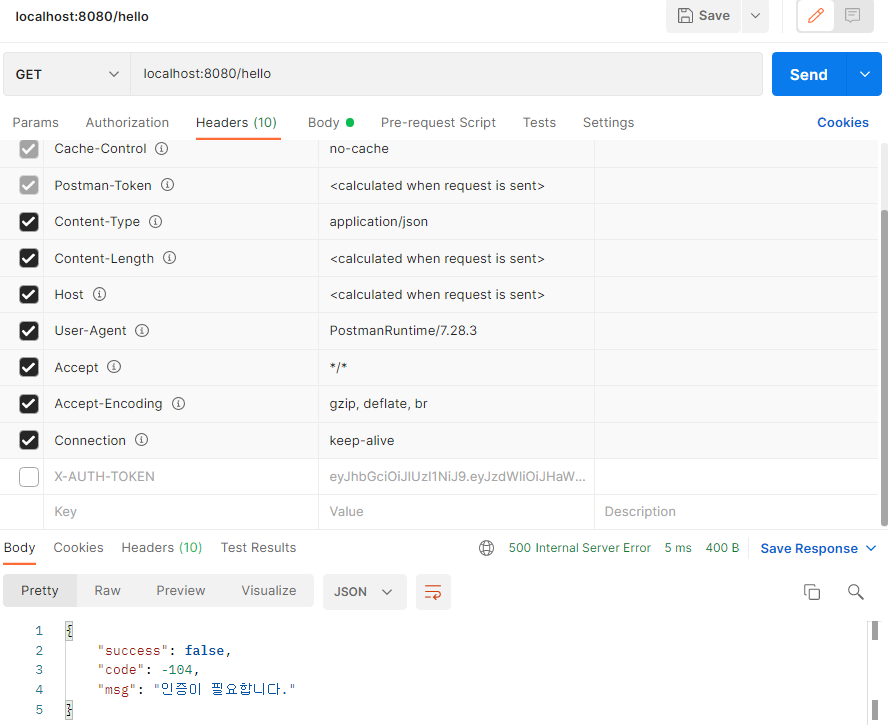 localhost:8080/hello
Save
GET localhost:8080/hello Send
Params Authorization Headers (10) Body Pre-request Script Tests Settings Cookies
Cache-Control no-cache
Postman-Token <calculated when request is sent>
Content-Type application/json
Content-Length <calculated when request is sent>
Host <calculated when request is sent>
User-Agent PostmanRuntime/7.28.3
Accept */*
Accept-Encoding gzip, deflate, br
Connection keep-alive
X-AUTH-TOKEN eyJhbGciOiJIUzI1NiJ9.eyJzdWIiOiJHaW...
Key Value Description
Body Cookies Headers (10) Test Results 500 Internal Server Error 5 ms 400 B Save Response
Pretty Raw Preview Visualize JSON
1 {
2 "success": false,
3 "code": -104,
4 "msg": "인증이 필요합니다."
5 }